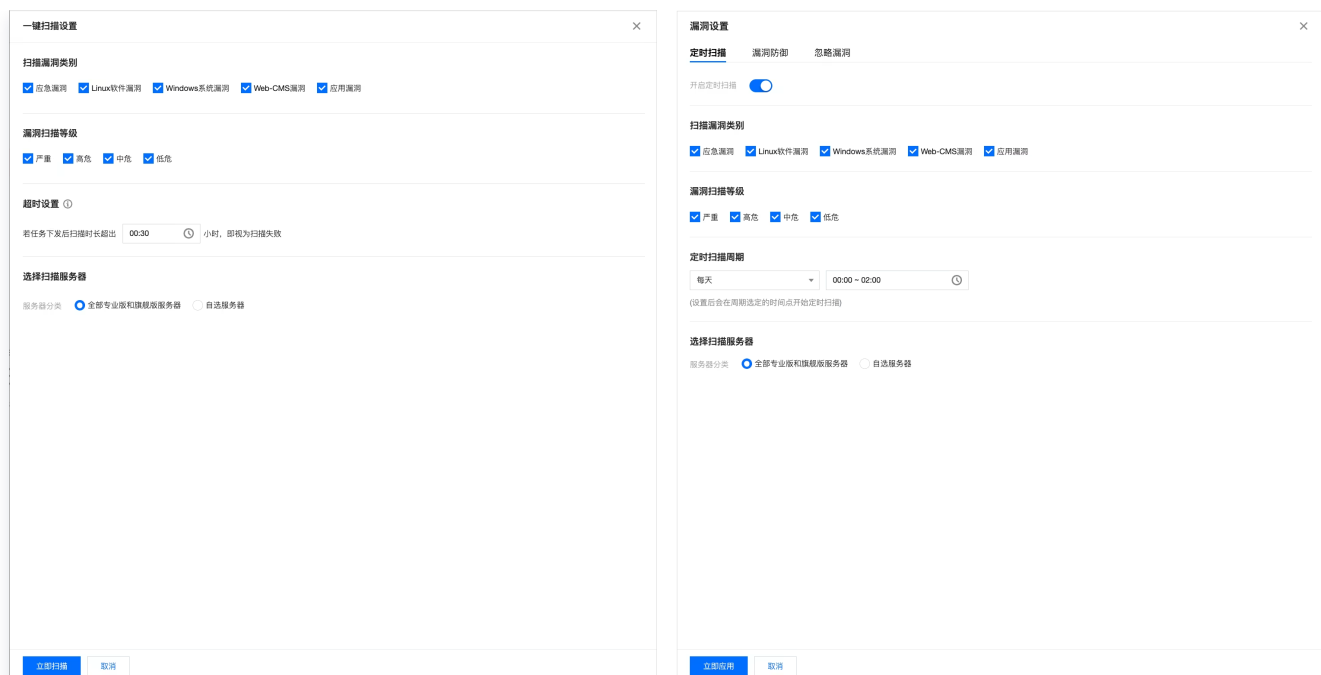 一键扫描设置
扫描漏洞类别
应急漏洞 Linux软件漏洞 Windows系统漏洞 Web-CMS漏洞 应用漏洞
漏洞扫描等级
严重 高危 中危 低危
超时设置
若任务下发后扫描时长超出 00:30 小时，即视为扫描失败
选择扫描服务器
服务器分类 全部专业版和旗舰版服务器 自选服务器
立即扫描 取消
漏洞设置
定时扫描 漏洞防御 忽略漏洞
开启定时扫描
扫描漏洞类别
应急漏洞 Linux软件漏洞 Windows系统漏洞 Web-CMS漏洞 应用漏洞
漏洞扫描等级
严重 高危 中危 低危
定时扫描周期
每天 00:00 ~ 02:00
(设置后会在周期选定的时间点开始定时扫描)
选择扫描服务器
服务器分类 全部专业版和旗舰版服务器 自选服务器
立即应用 取消